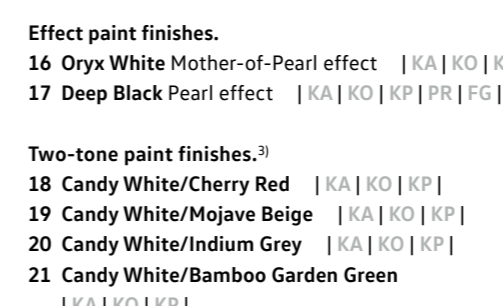 Effect paint finishes.
16 Oryx White Mother-of-Pearl effect | KA | KO |
17 Deep Black Pearl effect | KA | KO | KP | PR | FG |
Two-tone paint finishes.3)
18 Candy White/Cherry Red | KA | KO | KP |
19 Candy White/Mojave Beige | KA | KO | KP |
20 Candy White/Indium Grey | KA | KO | KP |
21 Candy White/Bamboo Garden Green
| KA | KO | KP |